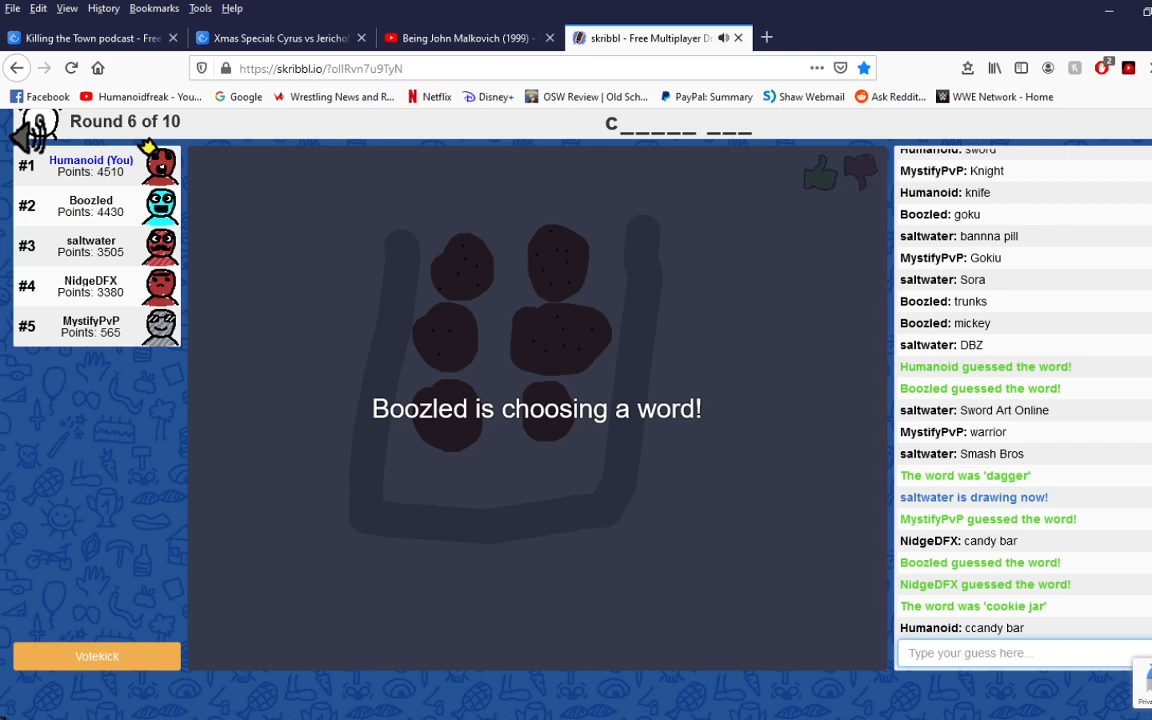 File Edit View History Bookmarks Tools Help
Killing the Town podcast - Free
Xmas Special: Cyrus vs Jericho!
Being John Malkovich (1999) -
skribbl - Free Multiplayer Dr
https://skribbl.io/?olIRvn7u9TyN
2
Facebook Humanoidfreak - You... Google Wrestling News and R... Netflix Disney+ OSW Review | Old Sch... PayPal: Summary Shaw Webmail Ask Reddit... WWE Network - Home
0 Round 6 of 10
c_____ ___
#1 Humanoid (You)
Points: 4510
#2 Boozled
Points: 4430
#3 saltwater
Points: 3505
#4 NidgeDFX
Points: 3380
#5 MystifyPvP
Points: 565
Votekick
Boozled is choosing a word!
Humanoid: sword
MystifyPvP: Knight
Humanoid: knife
Boozled: goku
saltwater: bannna pill
MystifyPvP: Gokiu
saltwater: Sora
Boozled: trunks
Boozled: mickey
saltwater: DBZ
Humanoid guessed the word!
Boozled guessed the word!
saltwater: Sword Art Online
MystifyPvP: warrior
saltwater: Smash Bros
The word was 'dagger'
saltwater is drawing now!
MystifyPvP guessed the word!
NidgeDFX: candy bar
Boozled guessed the word!
NidgeDFX guessed the word!
The word was 'cookie jar'
Humanoid: ccandy bar
Type your guess here...